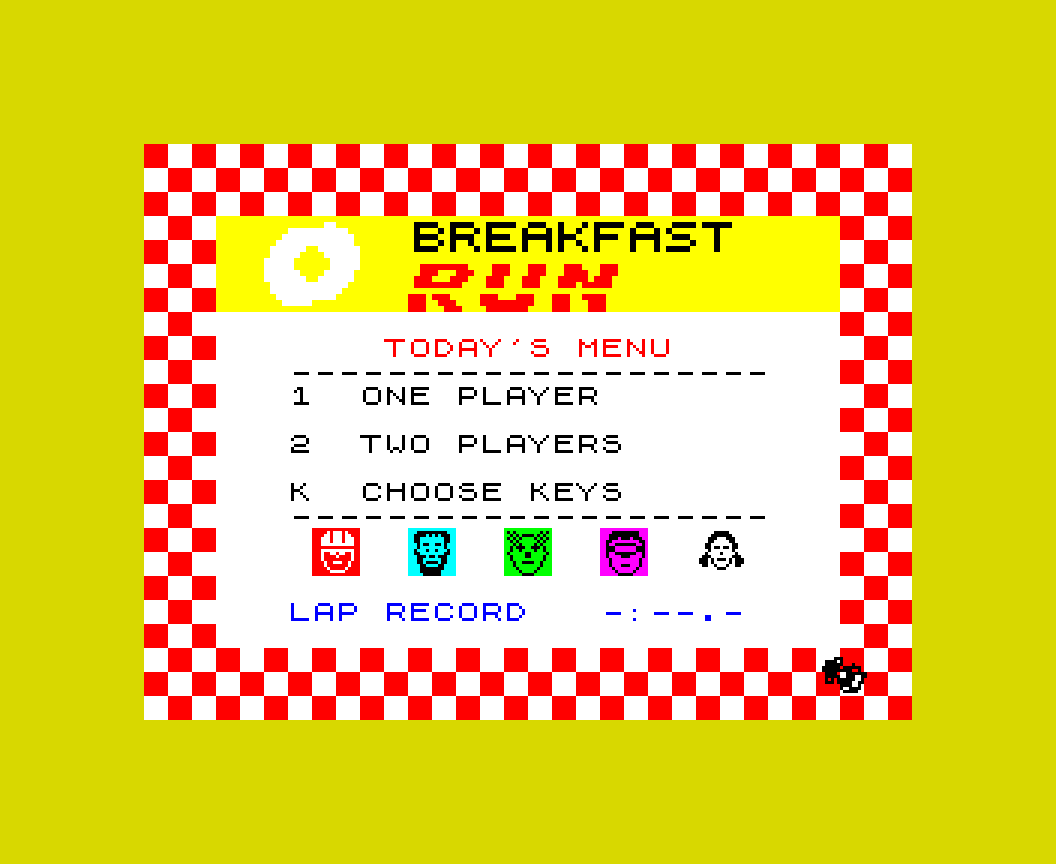 BREAKFAST
RUN
TODAY'S MENU
1 ONE PLAYER
2 TWO PLAYERS
K CHOOSE KEYS
LAP RECORD -:--.-